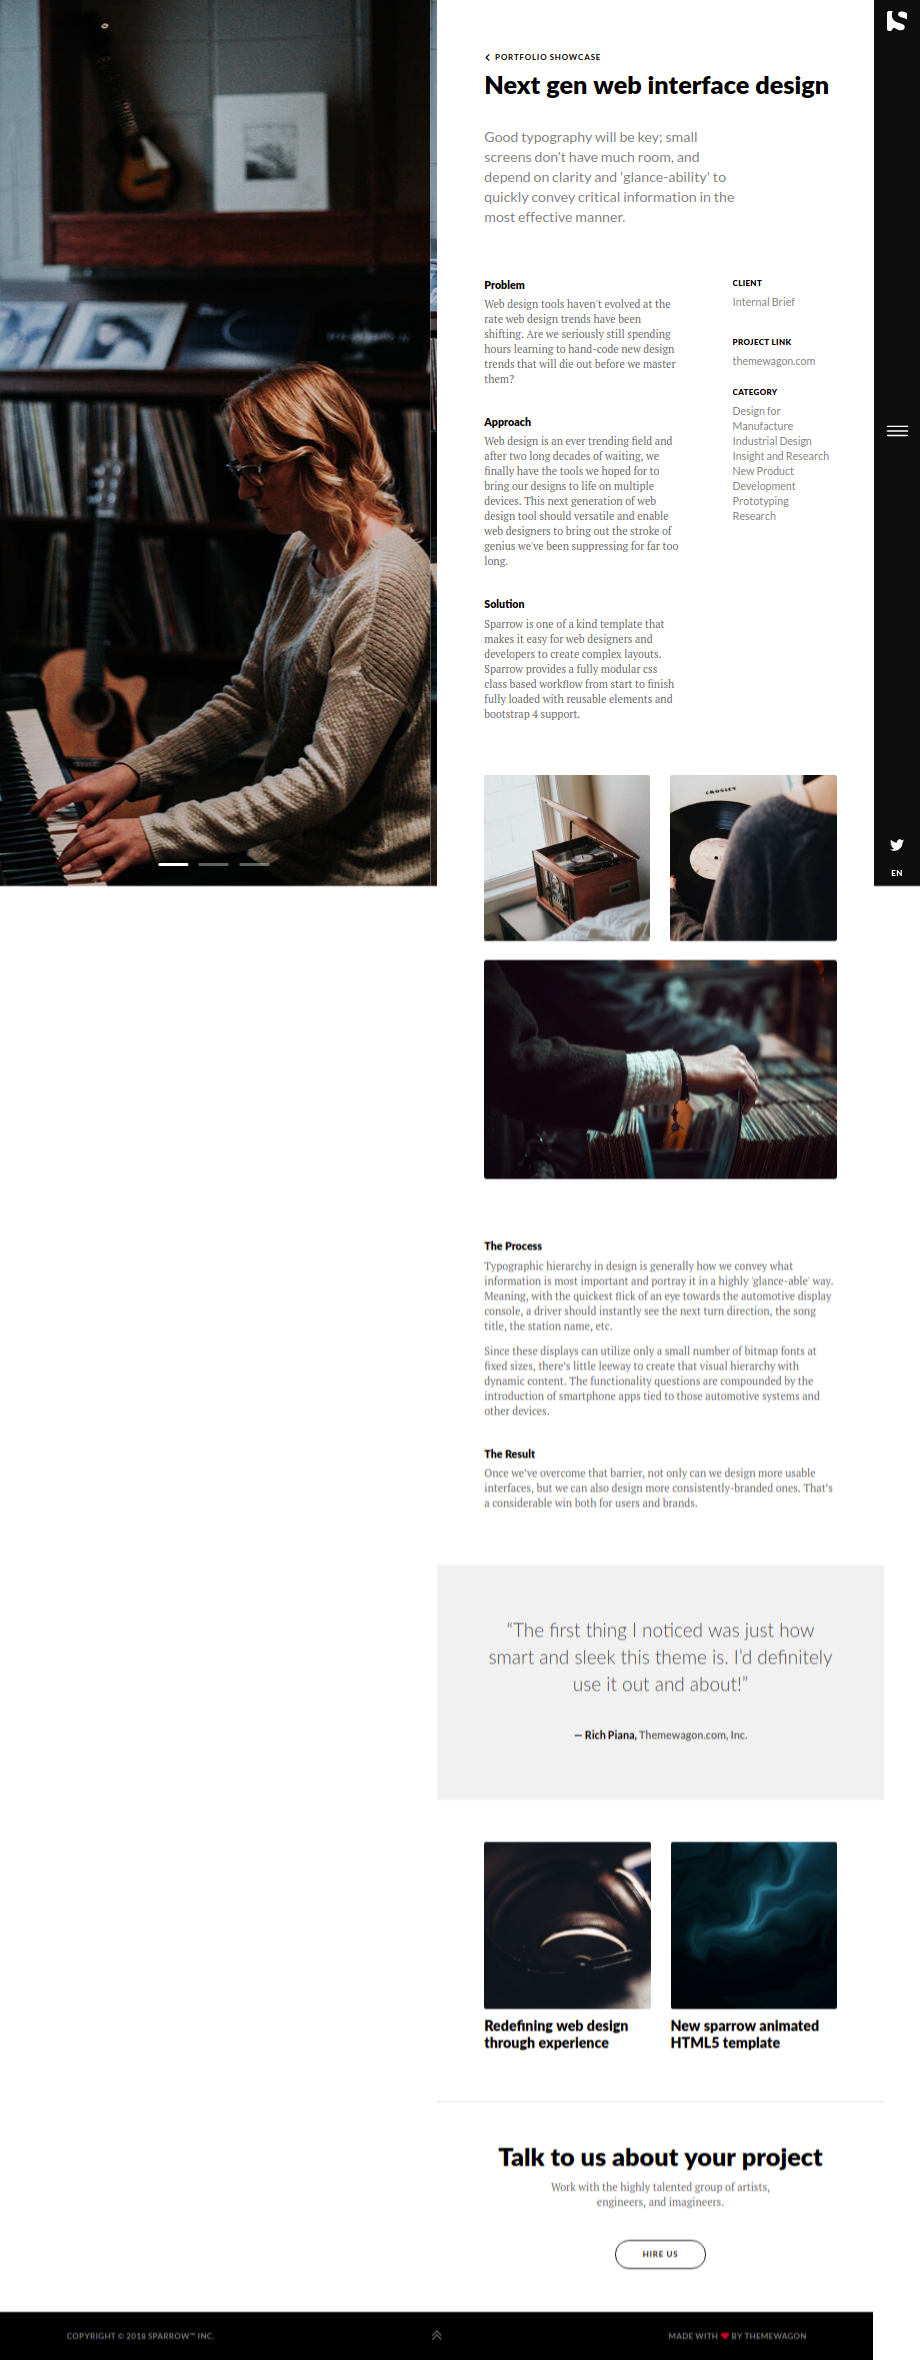 PORTFOLIO SHOWCASE
Next gen web interface design
Good typography will be key; small
screens don't have much room, and
depend on clarity and 'glance-ability' to
quickly convey critical information in the
most effective manner.
Problem
Web design tools haven't evolved at the
rate web design trends have been
shifting. Are we seriously still spending
hours learning to hand-code new design
trends that will die out before we master
them?
Approach
Web design is an ever trending field and
after two long decades of waiting, we
finally have the tools we hoped for to
bring our designs to life on multiple
devices. This next generation of web
design tool should versatile and enable
web designers to bring out the stroke of
genius we've been suppressing for far too
long.
Solution
Sparrow is one of a kind template that
makes it easy for web designers and
developers to create complex layouts.
Sparrow provides a fully modular css
class based workflow from start to finish
fully loaded with reusable elements and
bootstrap 4 support.
CLIENT
Internal Brief
PROJECT LINK
themewagon.com
CATEGORY
Design for
Manufacture
Industrial Design
Insight and Research
New Product
Development
Prototyping
Research
EN
CROSLEY
The Process
Typographic hierarchy in design is generally how we convey what
information is most important and portray it in a highly 'glance-able' way.
Meaning, with the quickest flick of an eye towards the automotive display
console, a driver should instantly see the next turn direction, the song
title, the station name, etc.
Since these displays can utilize only a small number of bitmap fonts at
fixed sizes, there's little leeway to create that visual hierarchy with
dynamic content. The functionality questions are compounded by the
introduction of smartphone apps tied to those automotive systems and
other devices.
The Result
Once we've overcome that barrier, not only can we design more usable
interfaces, but we can also design more consistently-branded ones. That's
a considerable win both for users and brands.
“The first thing I noticed was just how
smart and sleek this theme is. I'd definitely
use it out and about!”
— Rich Piana, Themewagon.com, Inc.
Redefining web design
through experience
New sparrow animated
HTML5 template
Talk to us about your project
Work with the highly talented group of artists,
engineers, and imagineers.
HIRE US
COPYRIGHT © 2018 SPARROW™ INC.
MADE WITH ❤ BY THEMEWAGON